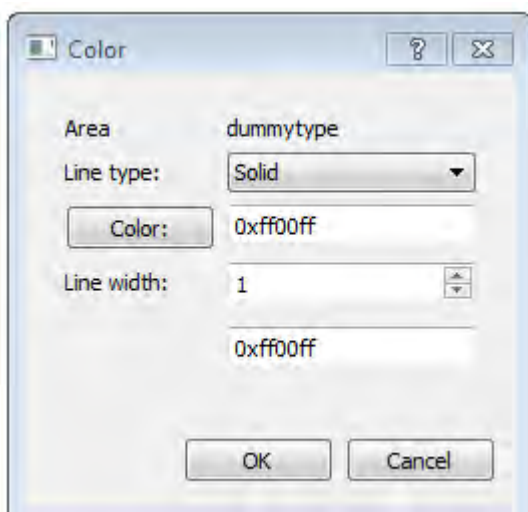 Color
Area dummytype
Line type: Solid
Color: 0xff00ff
Line width: 1
0xff00ff
OK Cancel